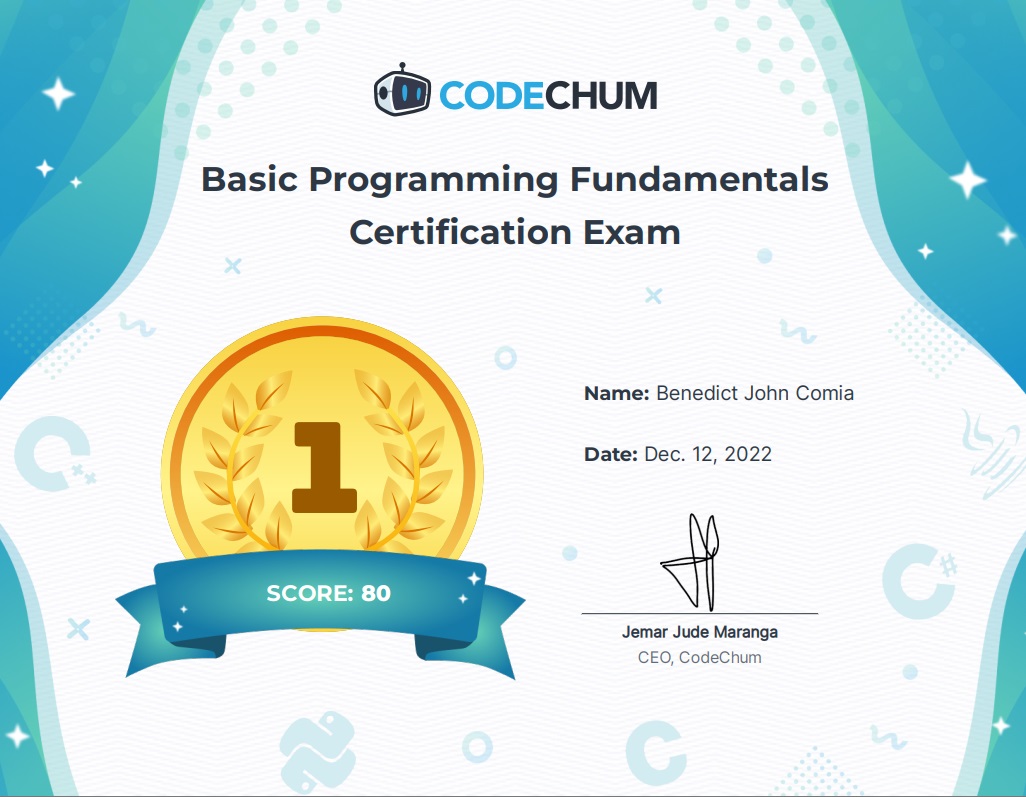 CODECHUM
Basic Programming Fundamentals
Certification Exam
1
Name: Benedict John Comia
Date: Dec. 12, 2022
SCORE: 80
Jemar Jude Maranga
CEO, CodeChum